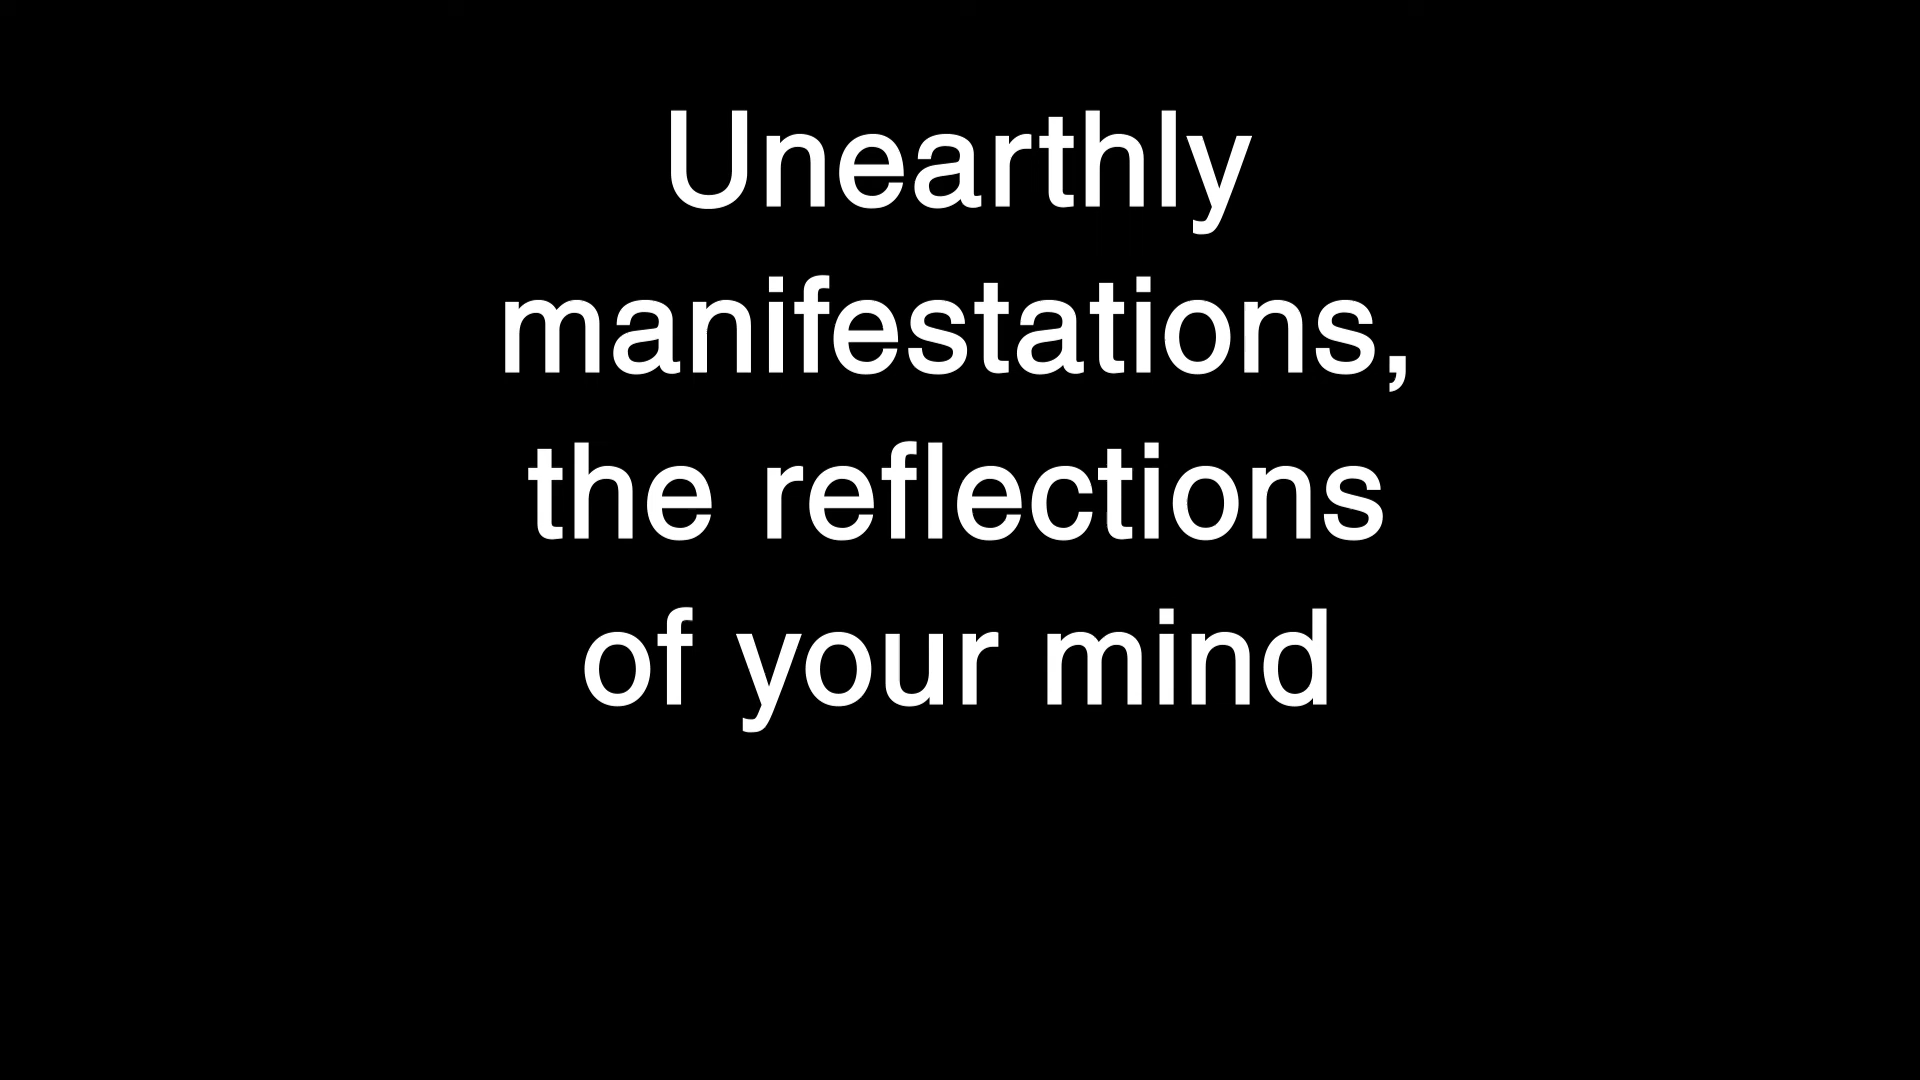 Unearthly
manifestations,
the reflections
of your mind